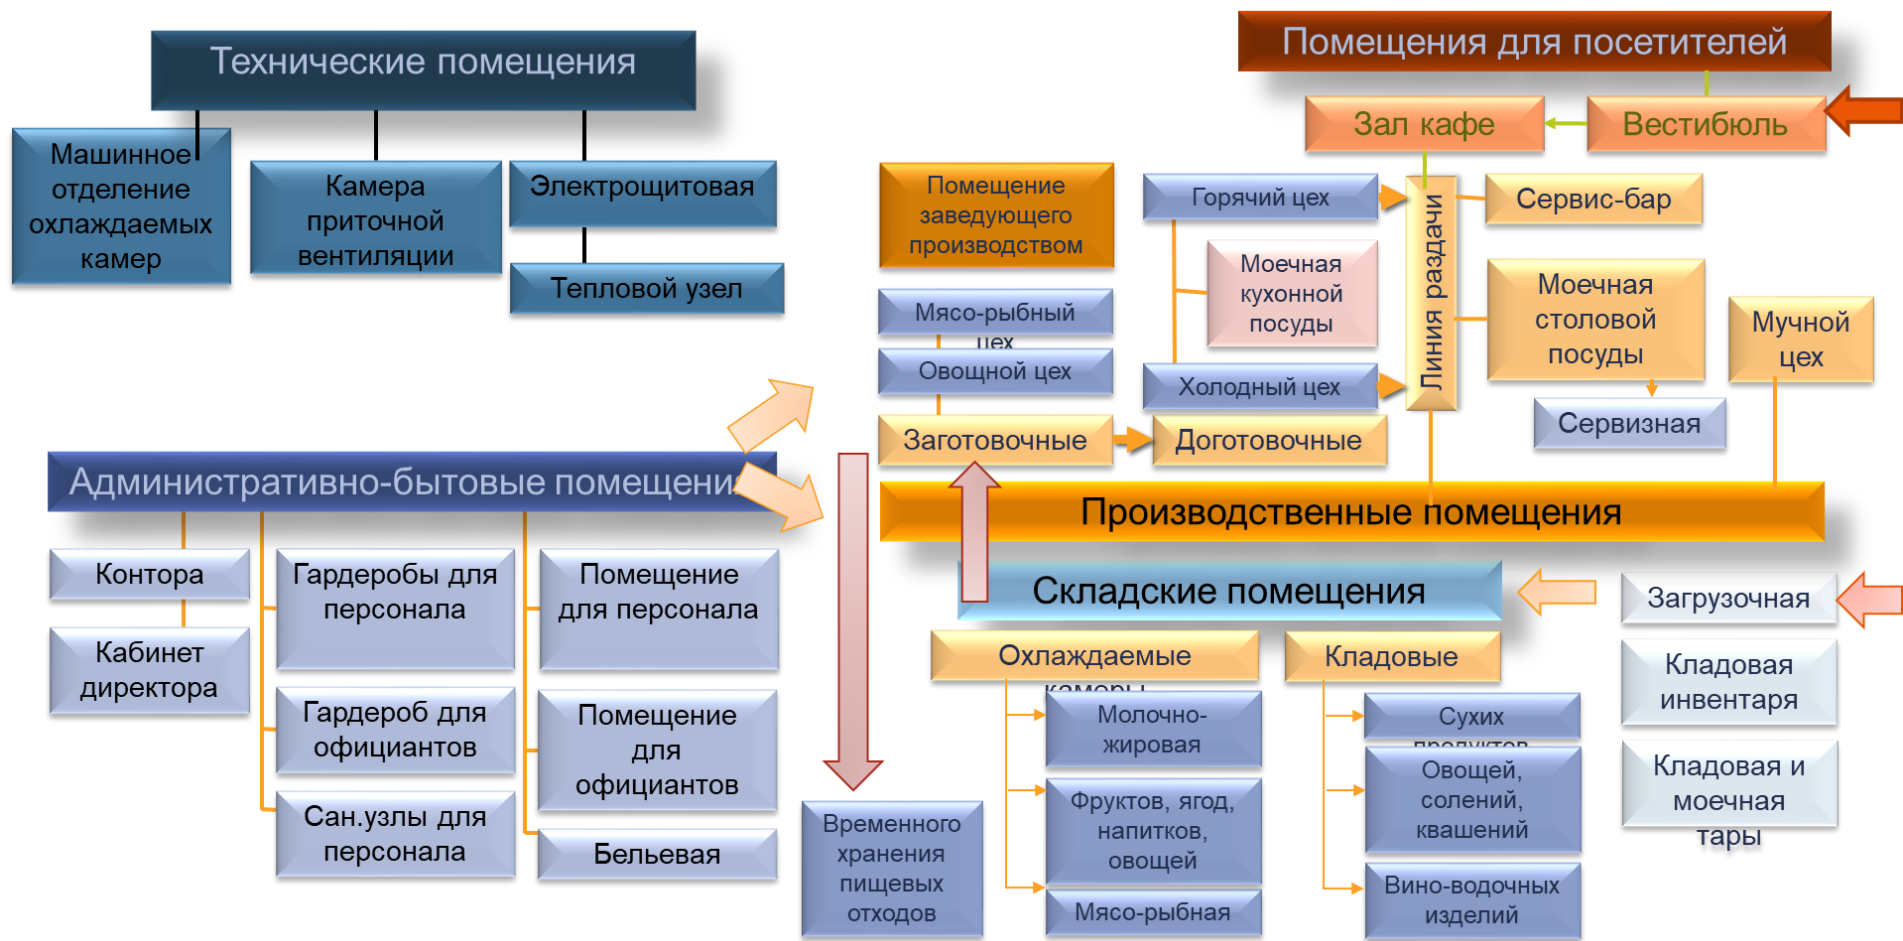 Технические помещения
Машинное
отделение
охлаждаемых
камер
Камера
приточной
вентиляции
Электрощитовая
Тепловой узел
Помещения для посетителей
Зал кафе
Вестибюль
Помещение
заведующего
производством
Мясо-рыбный
цех
Овощной цех
Заготовочные
Доготовочные
Горячий цех
Моечная
кухонной
посуды
Холодный цех
Линия раздачи
Сервис-бар
Моечная
столовой
посуды
Сервизная
Мучной
цех
Производственные помещения
Административно-бытовые помещения
Контора
Кабинет
директора
Гардеробы для
персонала
Гардероб для
официантов
Сан.узлы для
персонала
Помещение
для персонала
Помещение
для
официантов
Бельевая
Складские помещения
Охлаждаемые
камеры
Молочно-
жировая
Фруктов, ягод,
напитков,
овощей
Мясо-рыбная
Кладовые
Сухих
продуктов
Овощей,
солений,
квашений
Вино-водочных
изделий
Временного
хранения
пищевых
отходов
Загрузочная
Кладовая
инвентаря
Кладовая и
моечная
тары